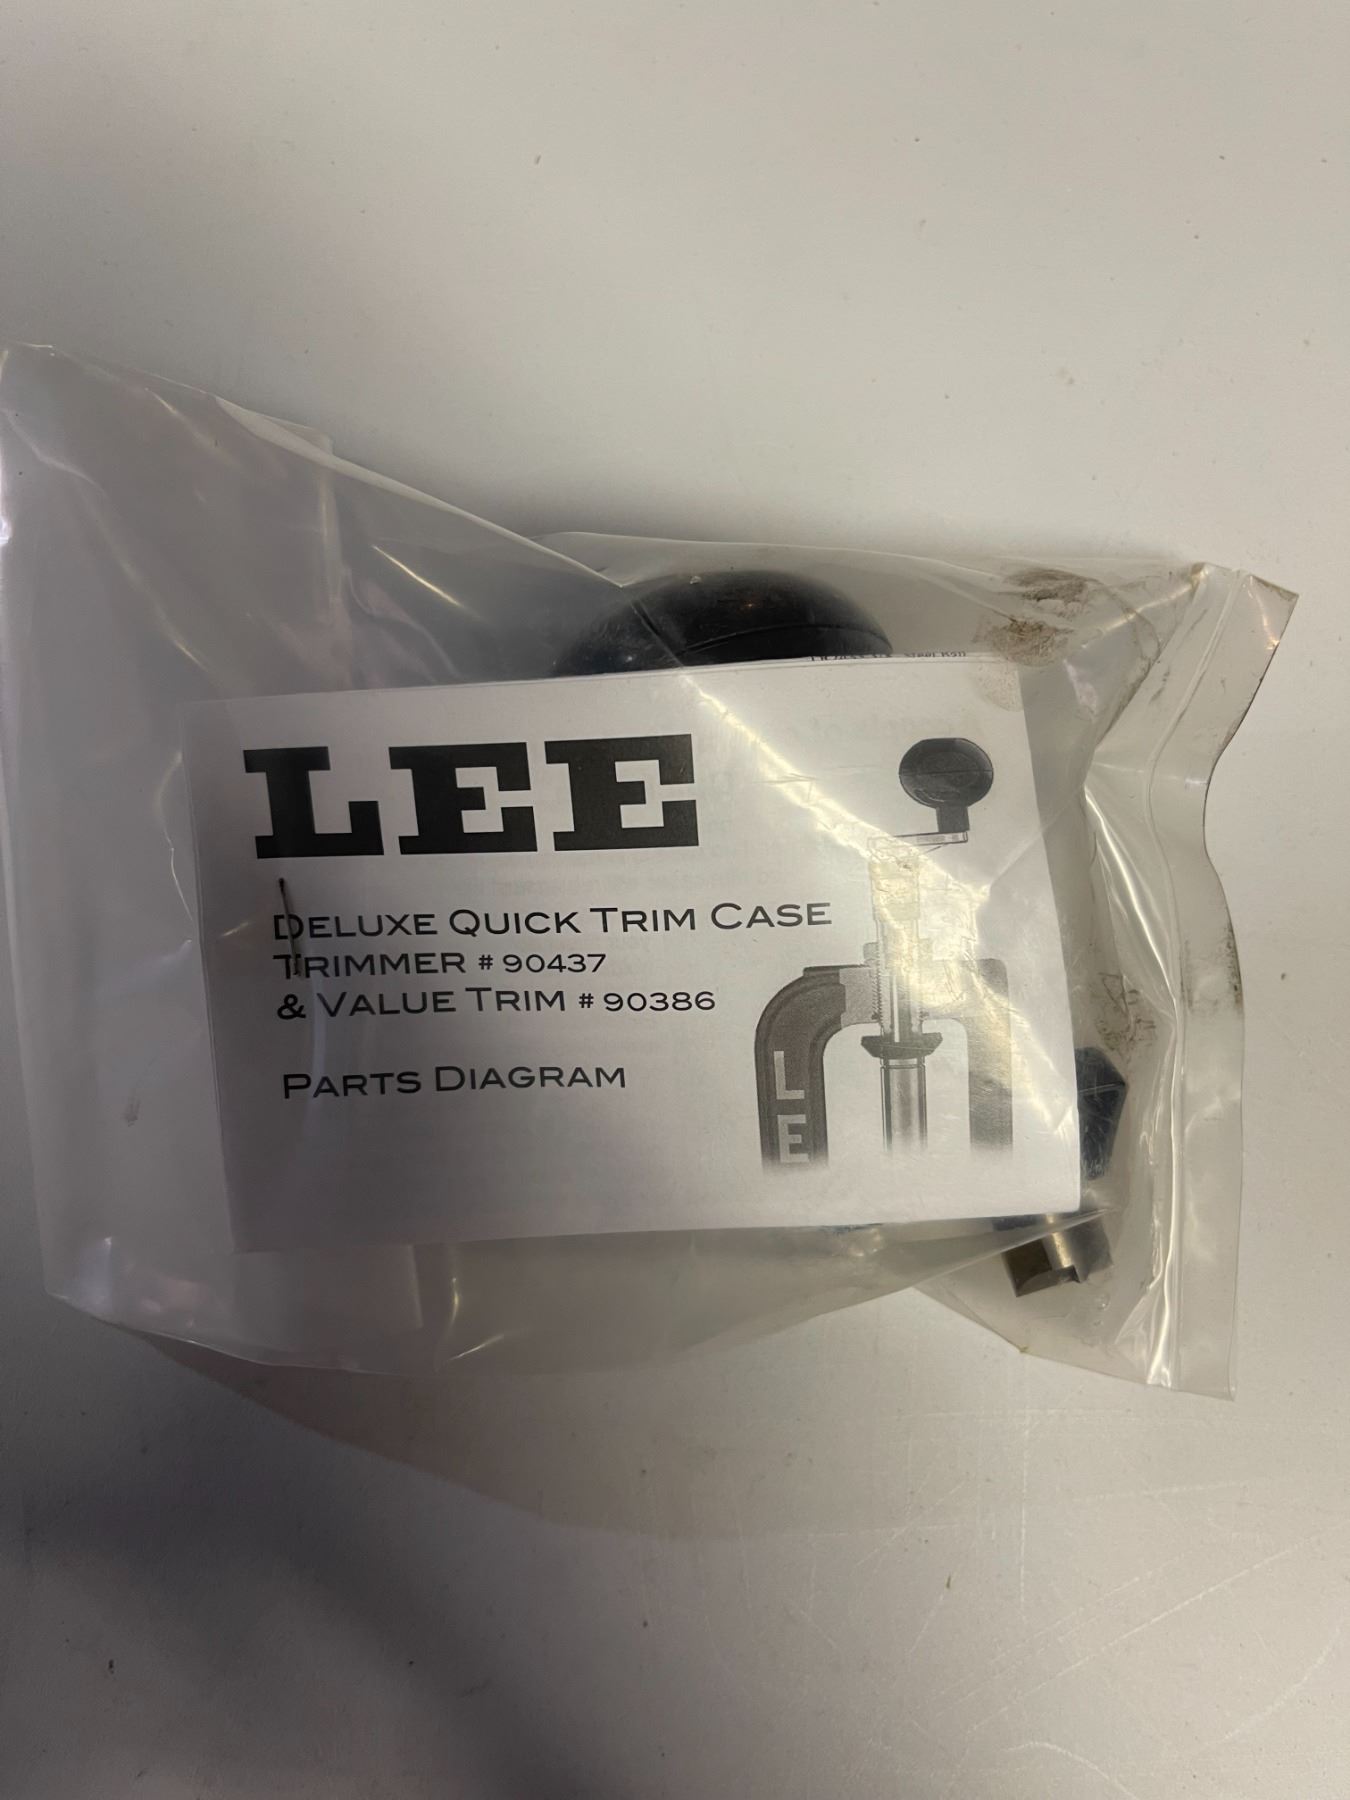 LEE
DELUXE QUICK TRIM CASE
TRIMMER # 90437
& VALUE TRIM # 90386
PARTS DIAGRAM
L
E